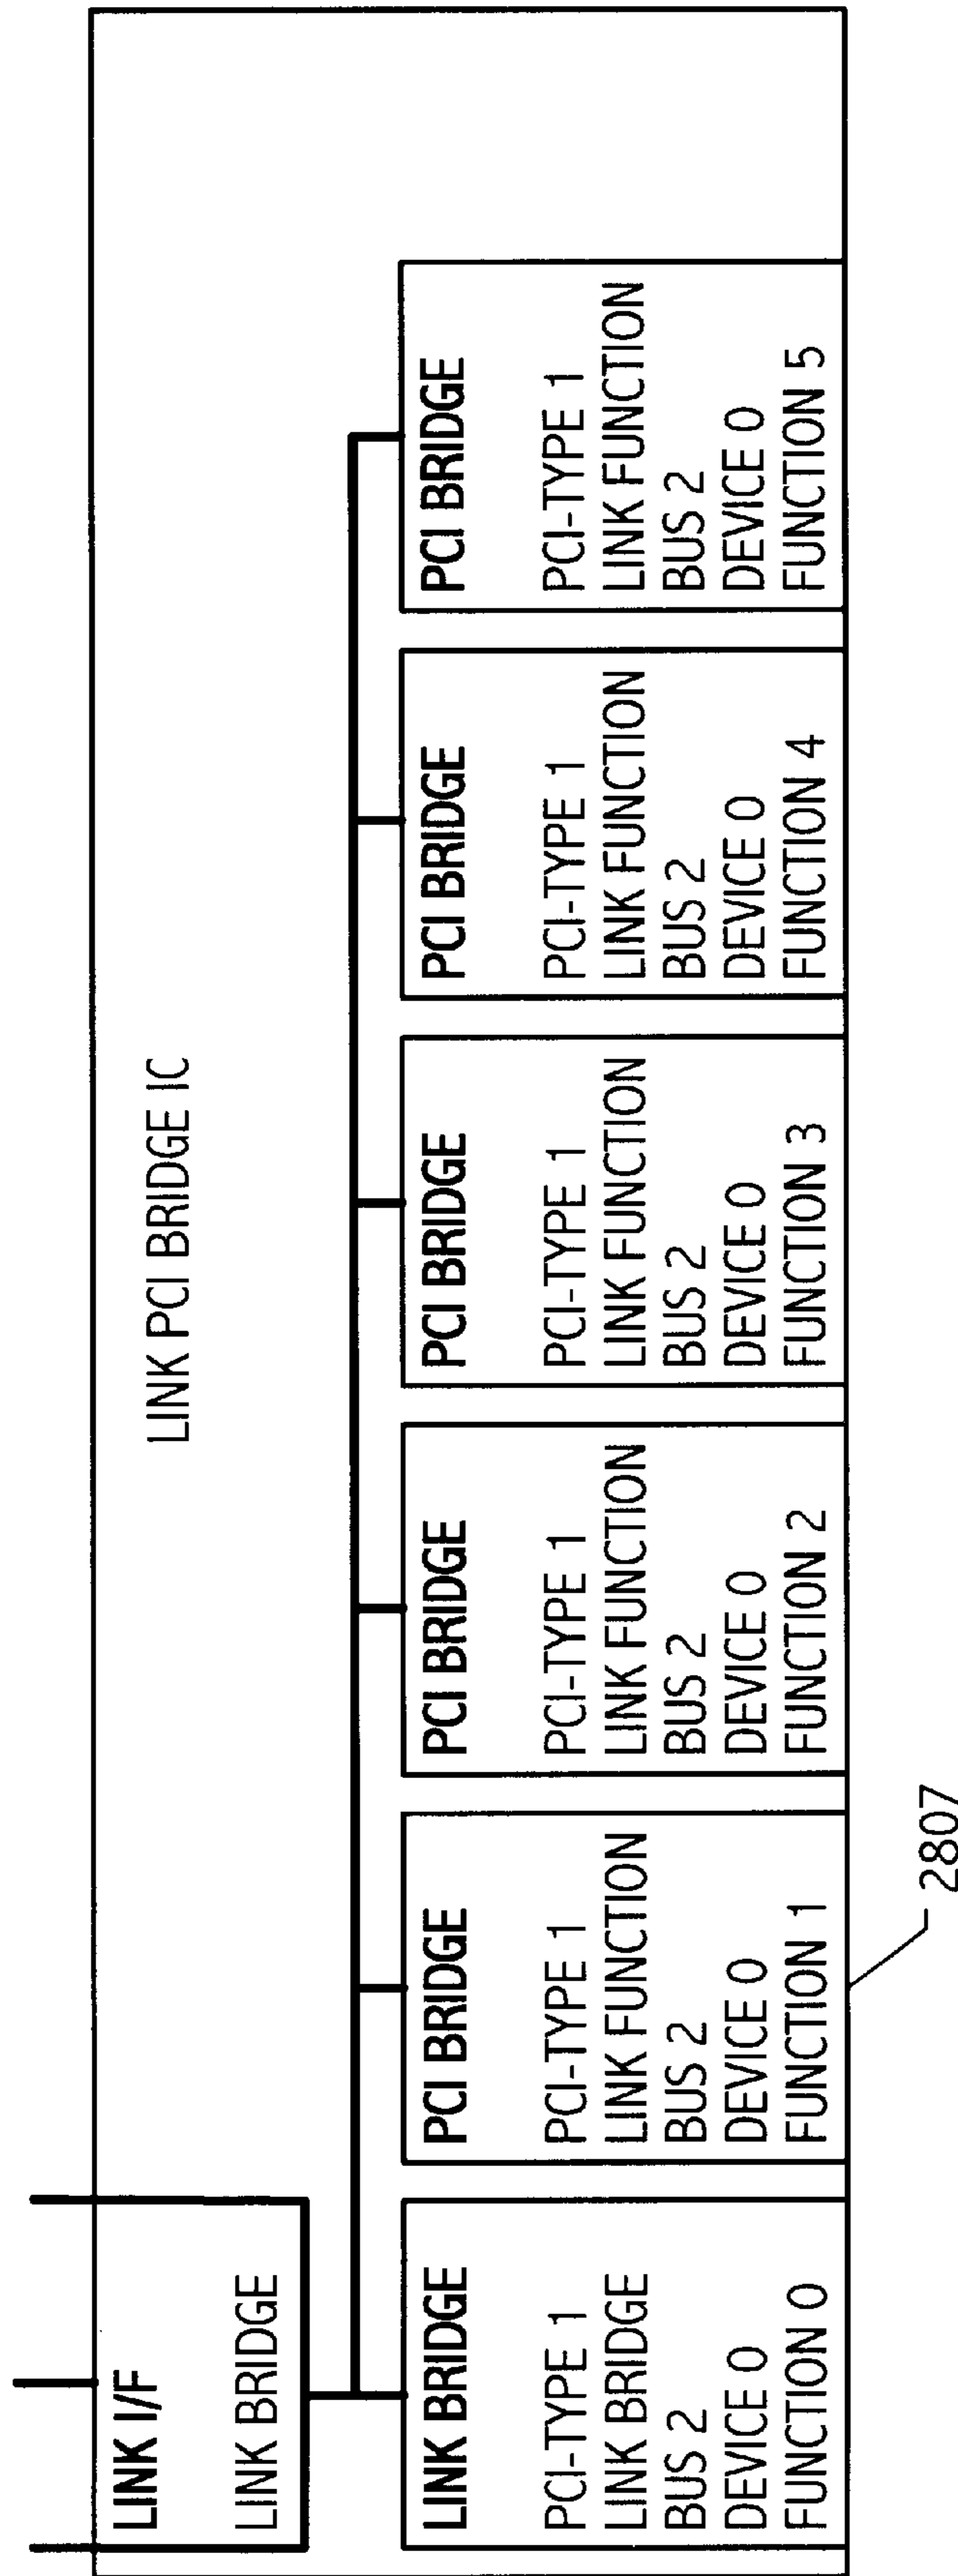 LINK PCI BRIDGE IC
LINK I/F
LINK BRIDGE
LINK BRIDGE
PCI-TYPE 1
LINK BRIDGE
BUS 2
DEVICE 0
FUNCTION 0
PCI BRIDGE
PCI-TYPE 1
LINK FUNCTION
BUS 2
DEVICE 0
FUNCTION 1
PCI BRIDGE
PCI-TYPE 1
LINK FUNCTION
BUS 2
DEVICE 0
FUNCTION 2
PCI BRIDGE
PCI-TYPE 1
LINK FUNCTION
BUS 2
DEVICE 0
FUNCTION 3
PCI BRIDGE
PCI-TYPE 1
LINK FUNCTION
BUS 2
DEVICE 0
FUNCTION 4
PCI BRIDGE
PCI-TYPE 1
LINK FUNCTION
BUS 2
DEVICE 0
FUNCTION 5
2807